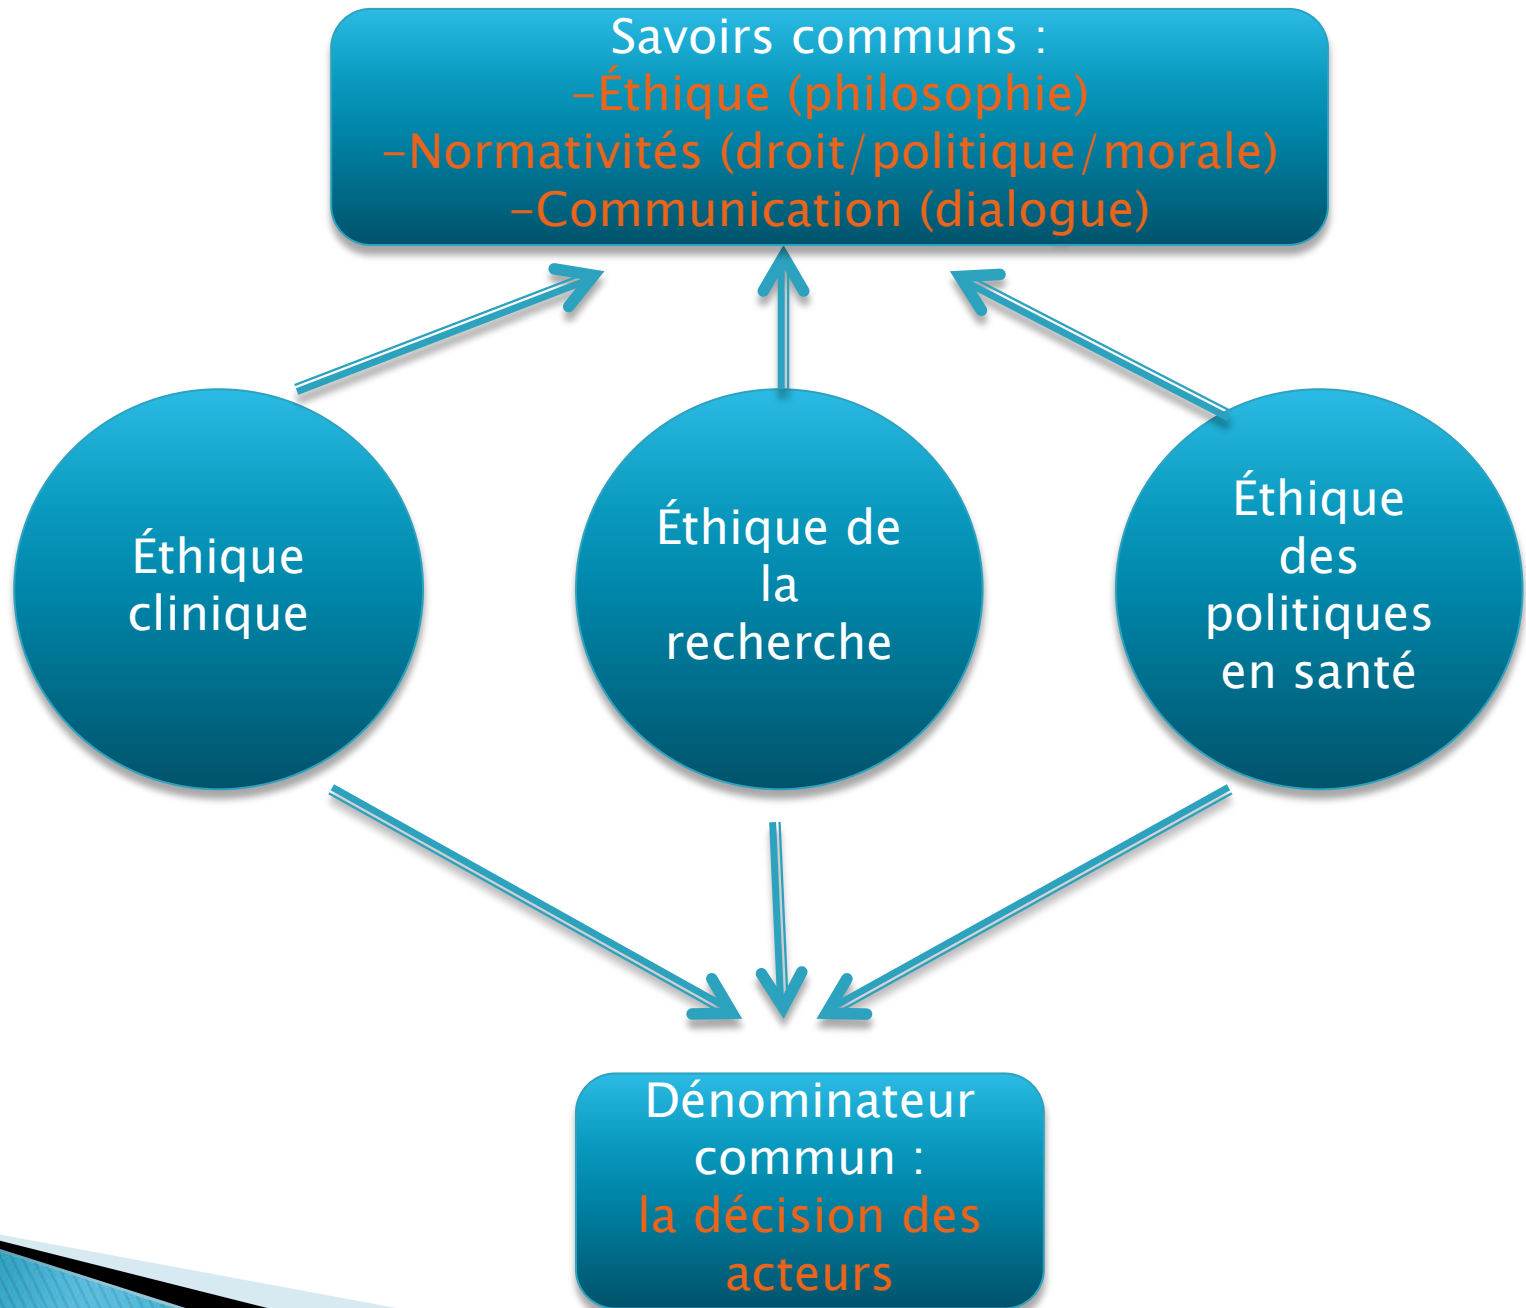 Savoirs communs :
-Éthique (philosophie)
-Normativités (droit/politique/morale)
-Communication (dialogue)
Éthique
clinique
Éthique de
la
recherche
Éthique
des
politiques
en santé
Dénominateur
commun :
la décision des
acteurs